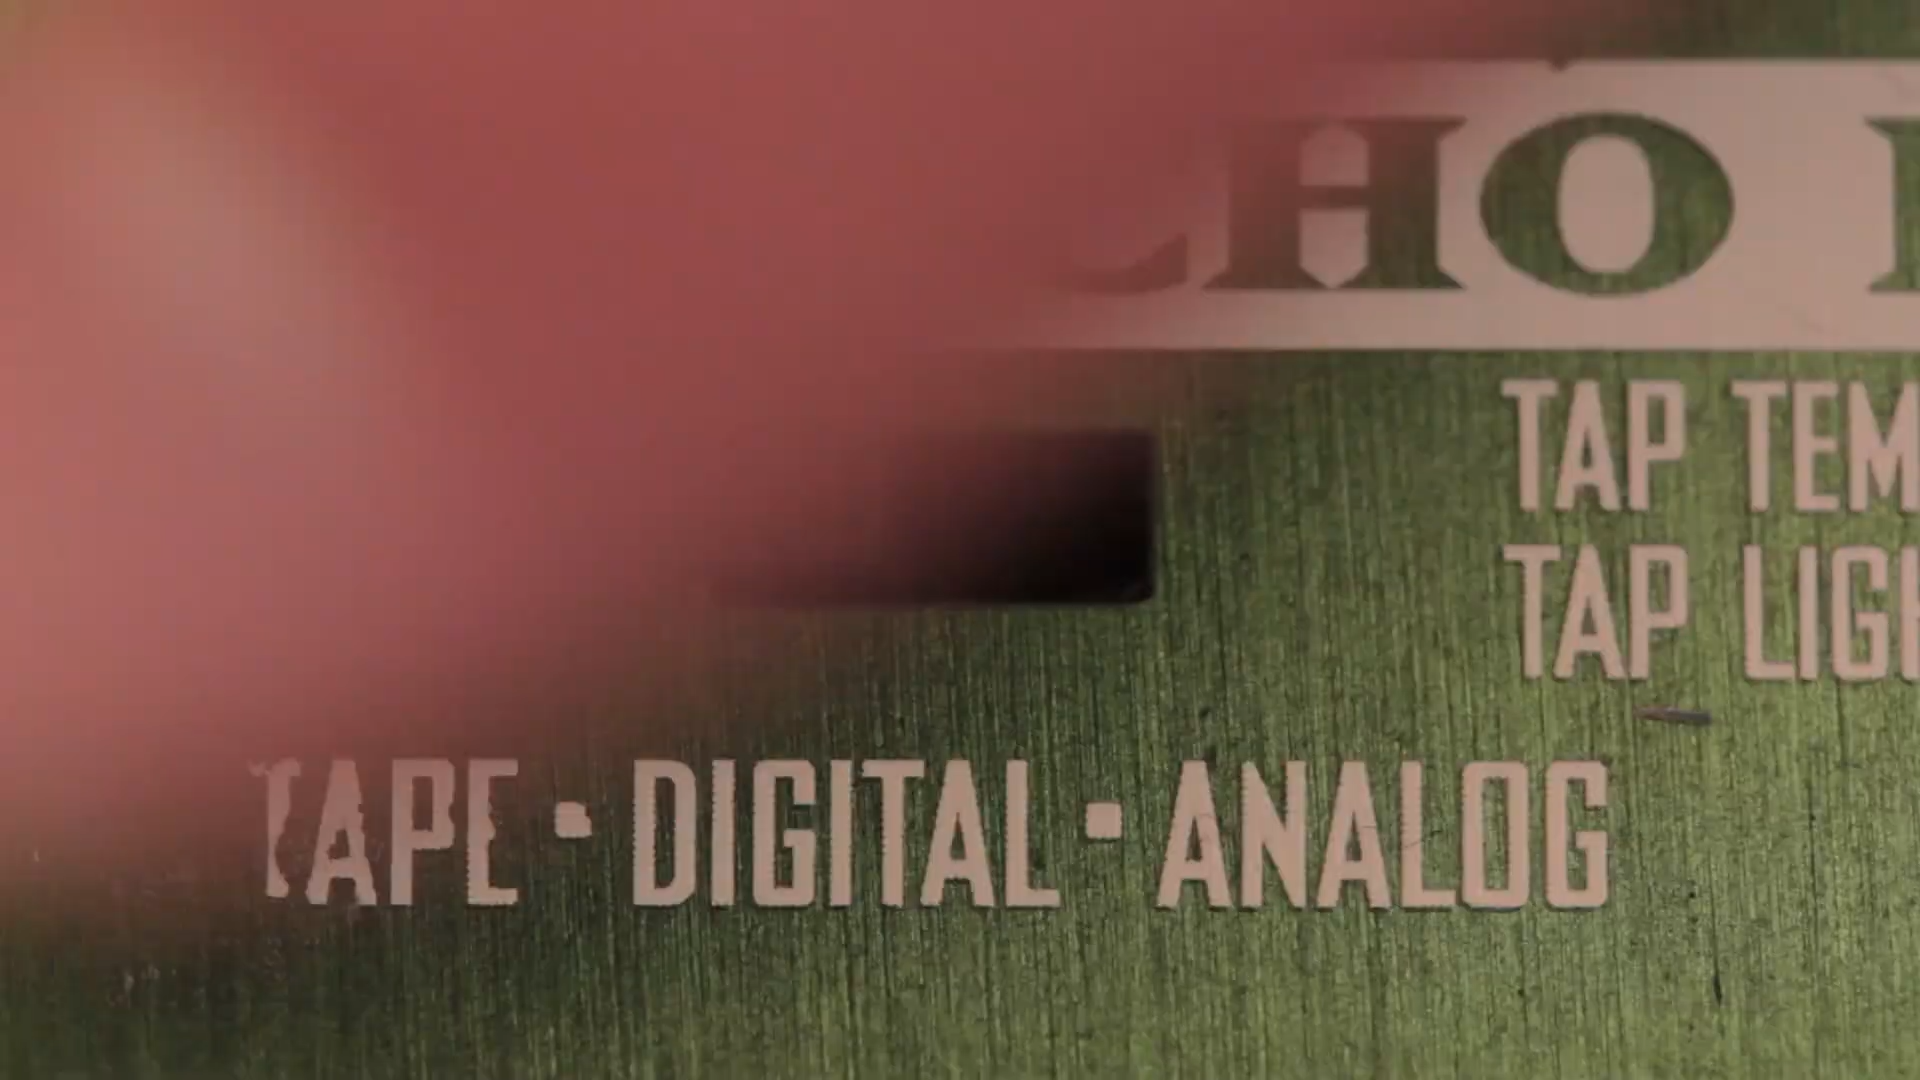 CHO
TAP TEM
TAP LIGH
TAPE • DIGITAL • ANALOG